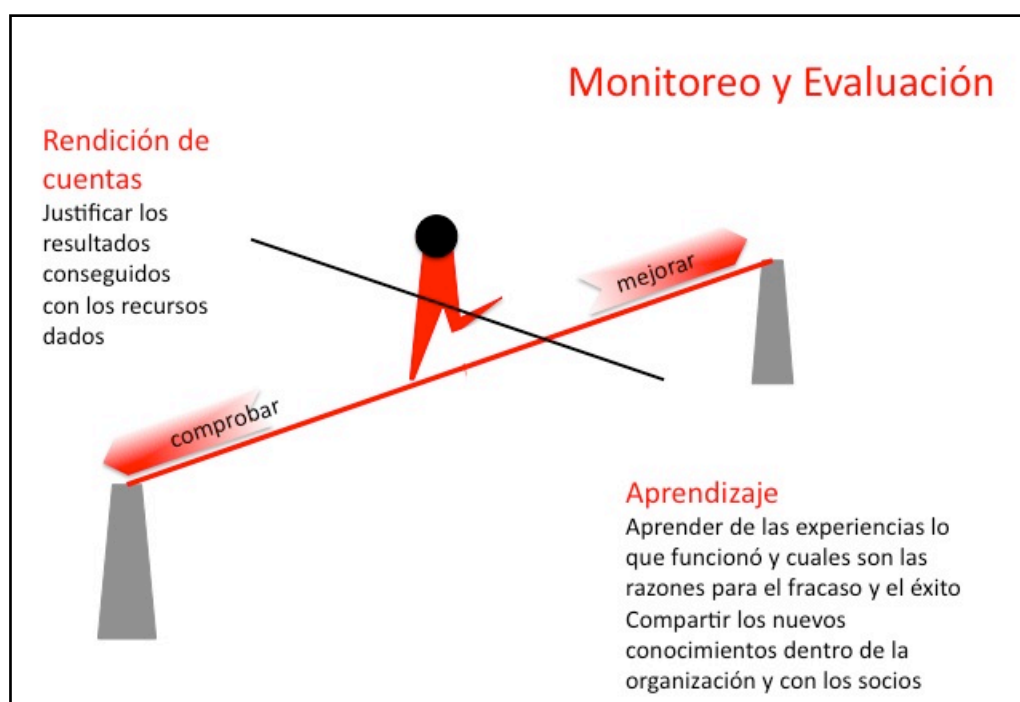 Monitoreo y Evaluación
Rendición de
cuentas
Justificar los
resultados
conseguidos
con los recursos
dados
mejorar
comprobar
Aprendizaje
Aprender de las experiencias lo
que funcionó y cuales son las
razones para el fracaso y el éxito
Compartir los nuevos
conocimientos dentro de la
organización y con los socios